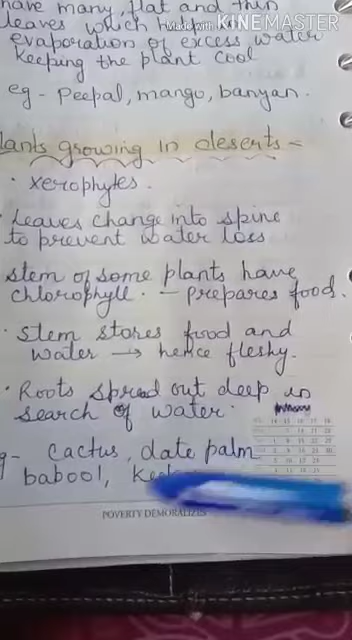 have many, flat and thin
leaves which help
evaporation of excess water
keeping the plant cool
eg - Peepal, mango, banyan.
Made with KINEMASTER
lants growing in deserts -
· xerophytes.
· Leaves change into spine
to prevent water loss
stem of some plants have
chlorophyll. - prepares food.
· stem stores food and
water → hence fleshy.
· Roots spread out deep in
search of water.
g - cactus, date palm
babool,
POVERTY DEMORALIZES